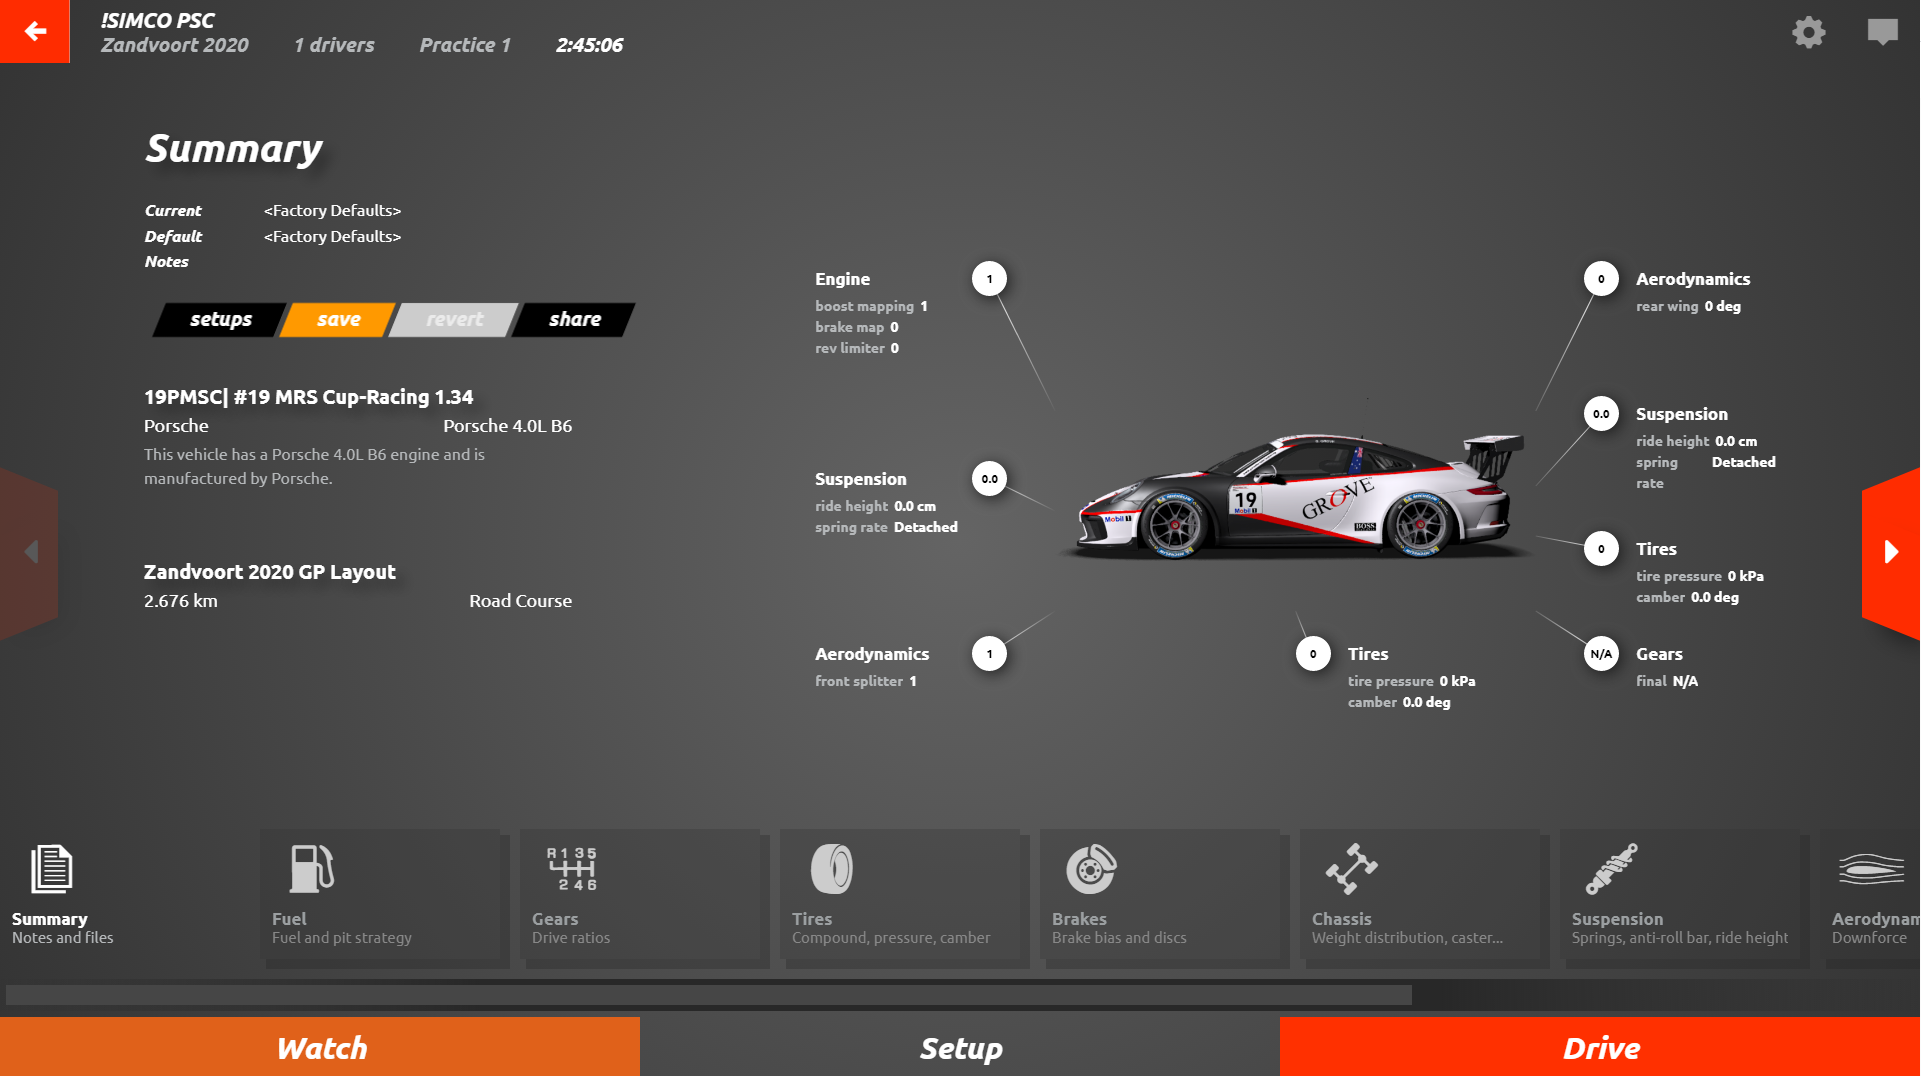 !SIMCO PSC
Zandvoort 2020 1 drivers Practice 1 2:45:06
Summary
Current <Factory Defaults>
Default <Factory Defaults>
Notes
setups save revert share
19PMSC| #19 MRS Cup-Racing 1.34
Porsche Porsche 4.0L B6
This vehicle has a Porsche 4.0L B6 engine and is
manufactured by Porsche.
Zandvoort 2020 GP Layout
2.676 km Road Course
Engine 1
boost mapping 1
brake map 0
rev limiter 0
Suspension 0.0
ride height 0.0 cm
spring rate Detached
Aerodynamics 1
front splitter 1
19
Mobil 1
GROVE
BOSS
Mobil 1
MICHELIN
0 Tires
tire pressure 0 kPa
camber 0.0 deg
0 Aerodynamics
rear wing 0 deg
0.0 Suspension
ride height 0.0 cm
spring Detached
rate
0 Tires
tire pressure 0 kPa
camber 0.0 deg
N/A Gears
final N/A
Summary
Notes and files
Fuel
Fuel and pit strategy
R 1 3 5
2 4 6
Gears
Drive ratios
Tires
Compound, pressure, camber
Brakes
Brake bias and discs
Chassis
Weight distribution, caster...
Suspension
Springs, anti-roll bar, ride height
Aerodynam
Downforce
Watch Setup Drive